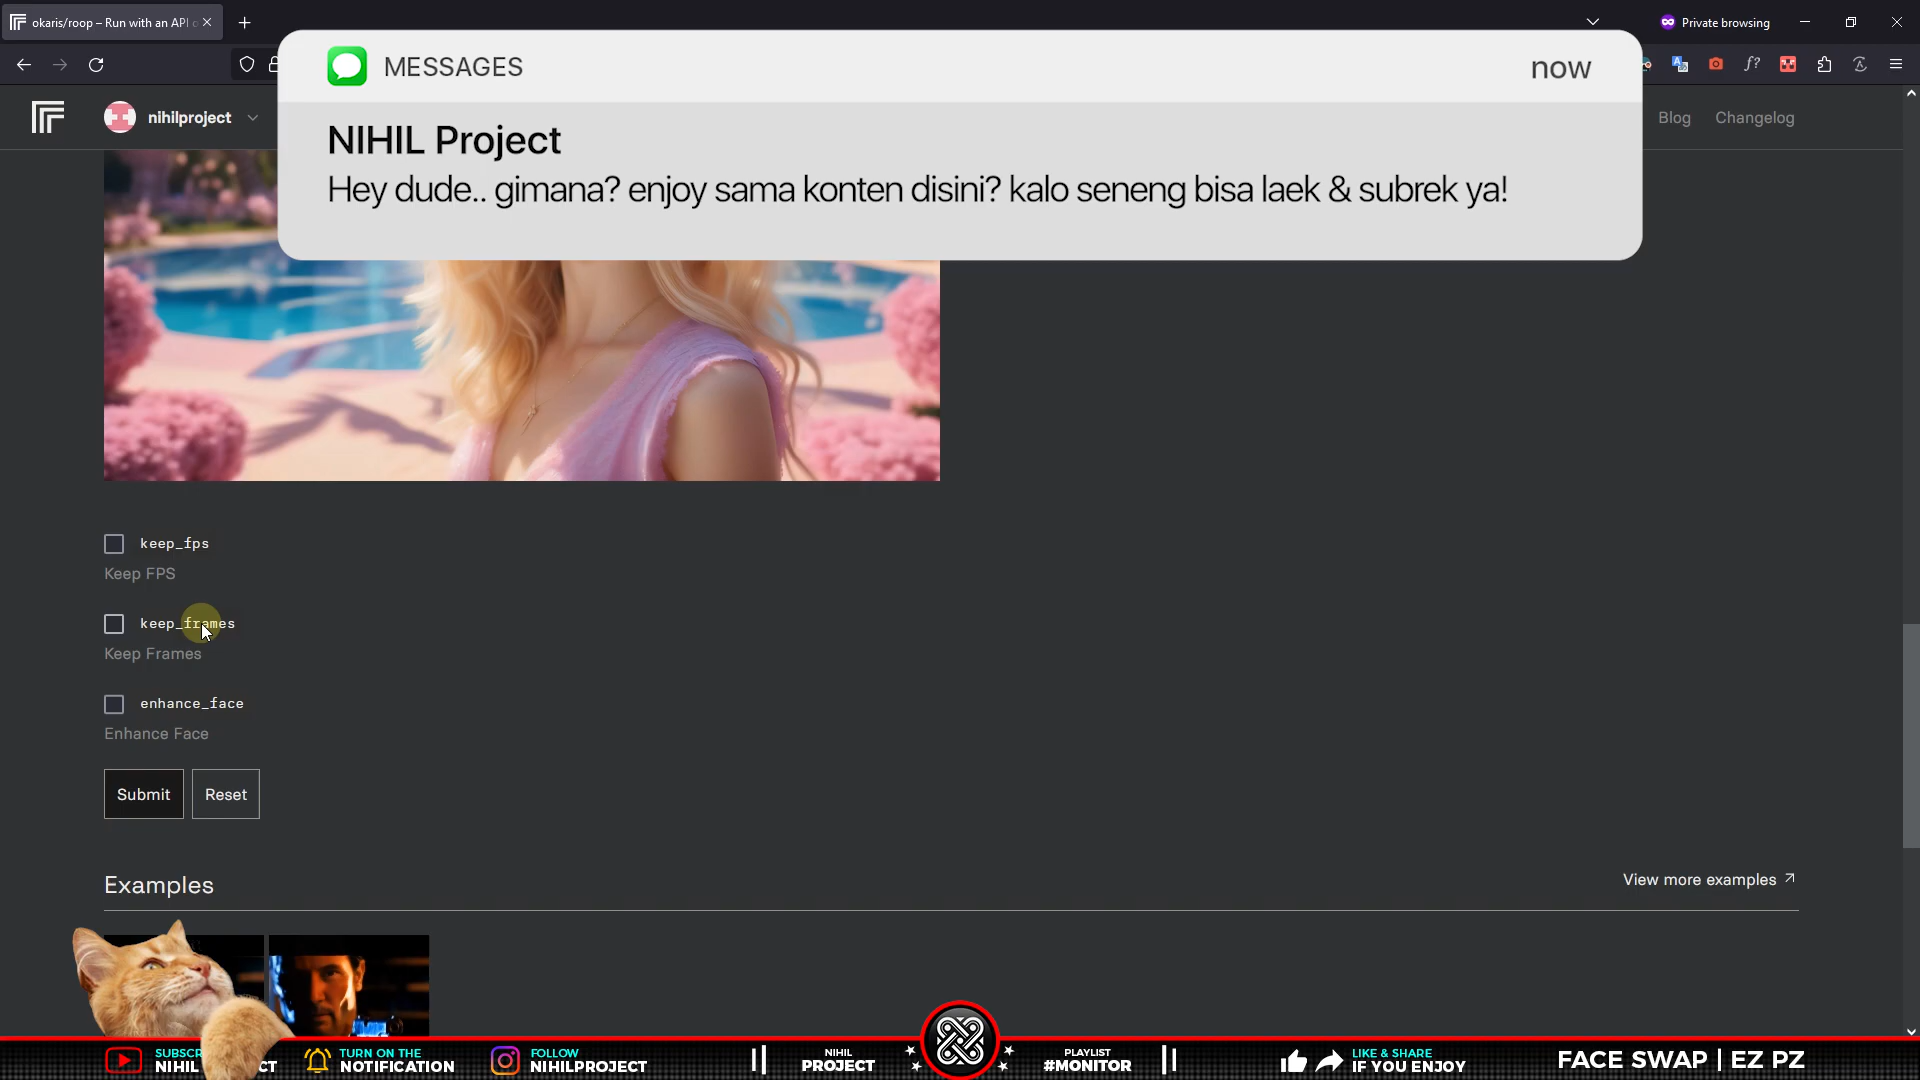 okaris/roop – Run with an API
Private browsing
MESSAGES
now
nihilproject
Blog
Changelog
NIHIL Project
Hey dude.. gimana? enjoy sama konten disini? kalo seneng bisa laek & subrek ya!
keep_fps
Keep FPS
keep_frames
Keep Frames
enhance_face
Enhance Face
Submit
Reset
Examples
View more examples
NIHIL
TURN ON THE
NOTIFICATION
FOLLOW
NIHILPROJECT
NIHIL
PROJECT
PLAYLIST
#MONITOR
LIKE & SHARE
IF YOU ENJOY
FACE SWAP | EZ PZ